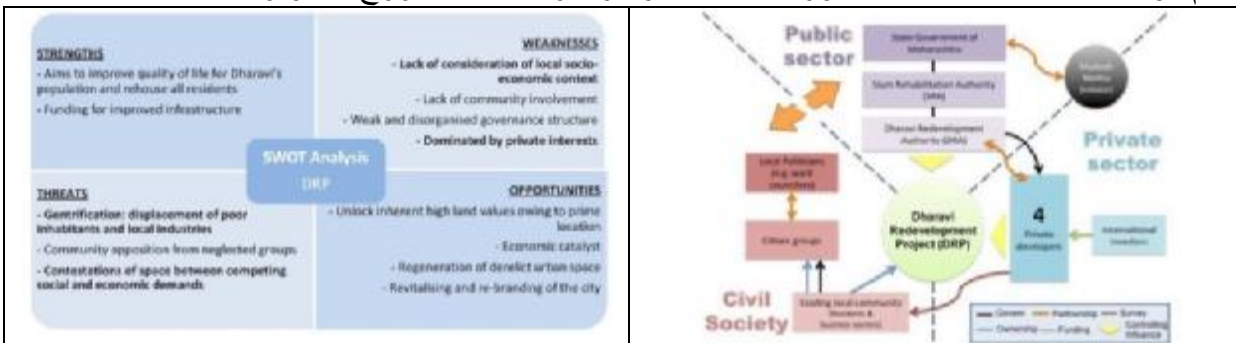 STRENGTHS
- Aims to improve quality of life for Dharavi's
population and rehouse all residents
- Funding for improved infrastructure
WEAKNESSES
- Lack of consideration of local socio-
economic context
- Lack of community involvement
- Weak and disorganised governance structure
- Dominated by private interests
SWOT Analysis
DRP
THREATS
- Gentrification: displacement of poor
inhabitants and local industries
- Community opposition from neglected groups
- Contestations of space between competing
social and economic demands
OPPORTUNITIES
- Unlock inherent high land values owing to prime
location
- Economic catalyst
- Regeneration of derelict urban space
- Revitalising and re-branding of the city
Public
sector
State Government of
Maharashtra
Slum Rehabilitation Authority
(SRA)
Dharavi Redevelopment
Authority
Private
sector
Local Politicians
(e.g. ward
councillors)
Citizen groups
Dharavi
Redevelopment
Project (DRP)
4
Private
developers
International
investors
Civil
Society
Existing local community
(residents &
business owners)
Partnership
Survey
Ownership
Funding
Controlling
Influence